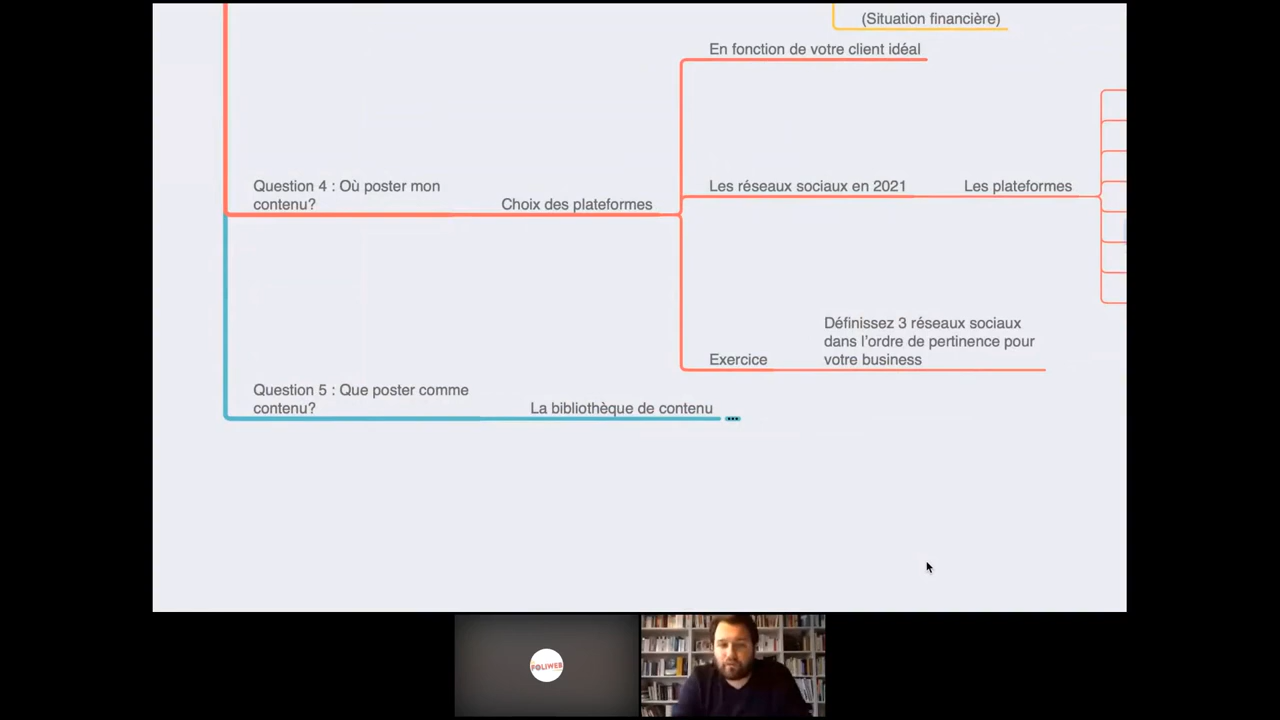 (Situation financière)
En fonction de votre client idéal
Question 4 : Où poster mon
contenu?
Choix des plateformes
Les réseaux sociaux en 2021
Les plateformes
Définissez 3 réseaux sociaux
dans l'ordre de pertinence pour
votre business
Exercice
Question 5 : Que poster comme
contenu?
La bibliothèque de contenu
FOLIWEB